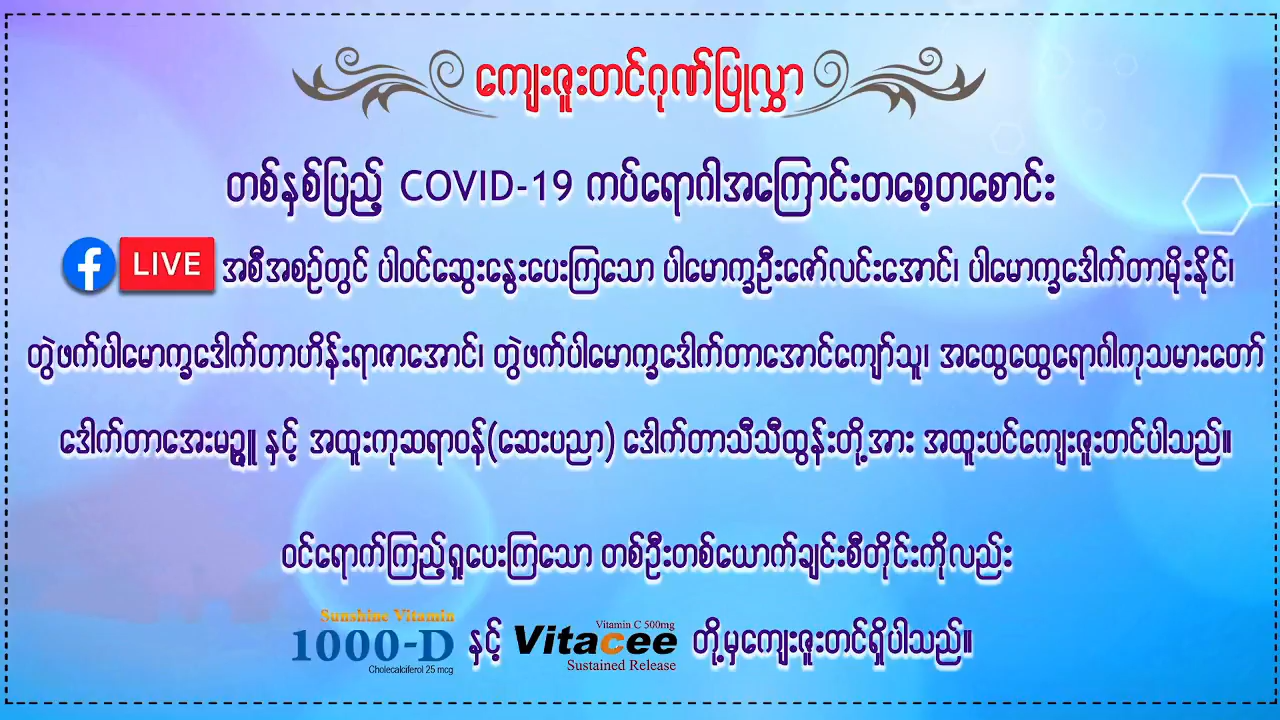 ကျေးဇူးတင်ဂုဏ်ပြုလွှာ
တစ်နှစ်ပြည့် COVID-19 ကပ်ရောဂါအကြောင်းတစေ့တစောင်း
f LIVE အစီအစဉ်တွင် ပါဝင်ဆွေးနွေးပေးကြသော ပါမောက္ခဦးဇော်လင်းအောင်၊ ပါမောက္ခဒေါက်တာမိုးနိုင်၊
တွဲဖက်ပါမောက္ခဒေါက်တာဟိန်းရာဇာအောင်၊ တွဲဖက်ပါမောက္ခဒေါက်တာအောင်ကျော်သူ၊ အထွေထွေရောဂါကုသမားတော်
ဒေါက်တာအေးမဥ္ဇူ နှင့် အထူးကုဆရာဝန်(ဆေးပညာ) ဒေါက်တာသီသီထွန်းတို့အား အထူးပင်ကျေးဇူးတင်ပါသည်။
ဝင်ရောက်ကြည့်ရှုပေးကြသော တစ်ဦးတစ်ယောက်ချင်းစီတိုင်းကိုလည်း
Sunshine Vitamin
1000-D နှင့် Vitacee တို့မှကျေးဇူးတင်ရှိပါသည်။
Cholecalciferol 25 mcg
Vitamin C 500mg
Sustained Release